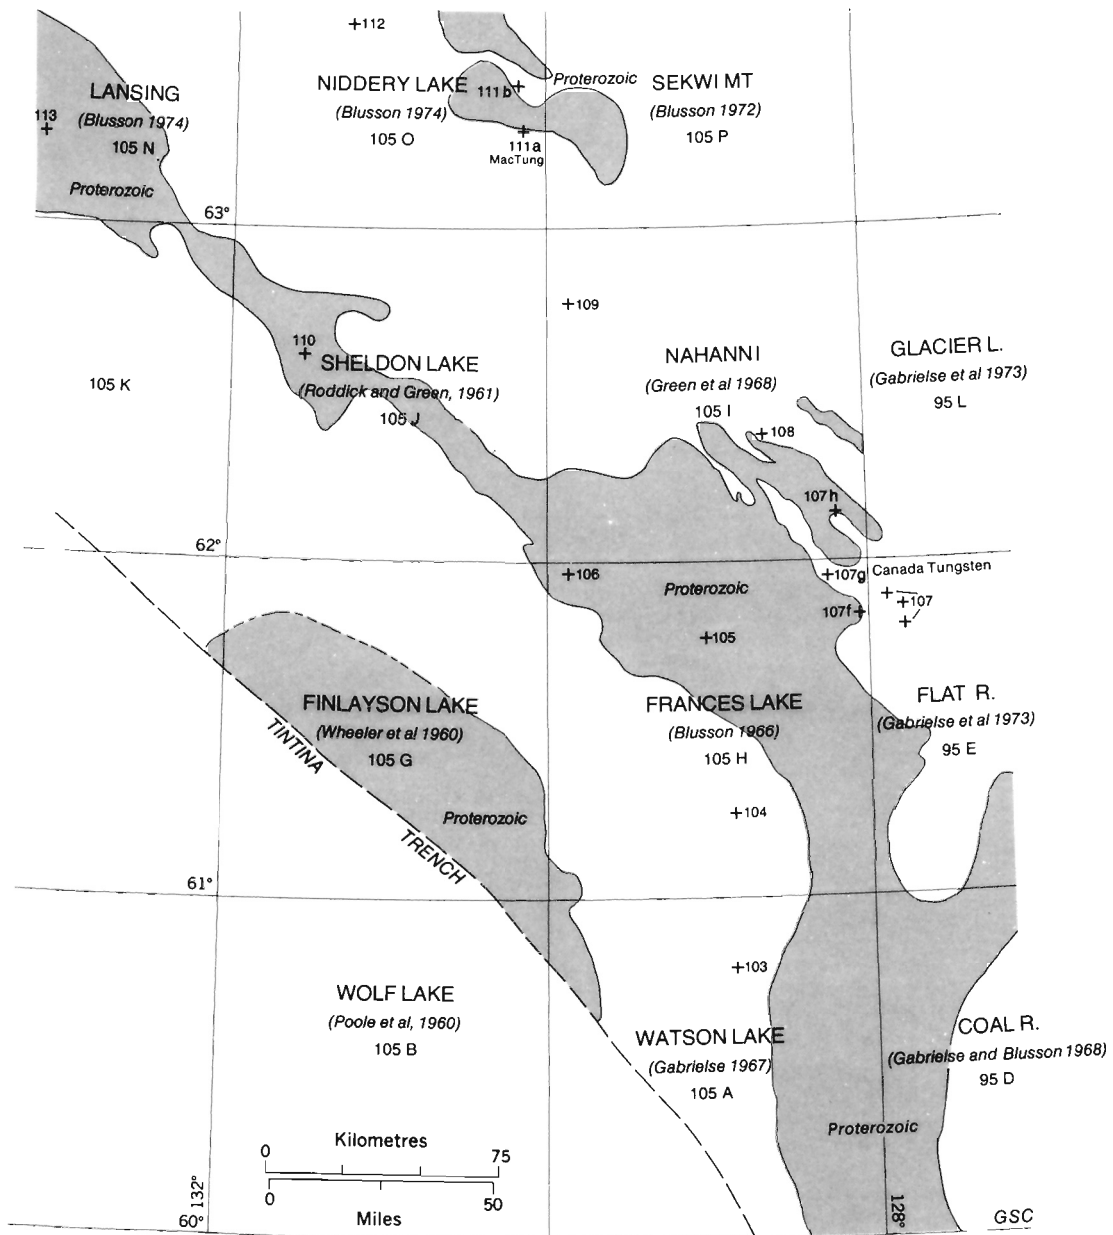 +112
NIDDERY LAKE
(Blusson 1974)
105 O
111b
Proterozoic
111a
MacTung
SEKWI MT
(Blusson 1972)
105 P
LANSING
(Blusson 1974)
113
105 N
Proterozoic
63°
+109
110
SHELDON LAKE
(Roddick and Green, 1961)
105 J
105 K
NAHANNI
(Green et al 1968)
105 I
+108
GLACIER L.
(Gabrielse et al 1973)
95 L
107h
62°
+106
Proterozoic
+107g
Canada Tungsten
107f
+107
+105
FINLAYSON LAKE
(Wheeler et al 1960)
105 G
TINTINA
TRENCH
Proterozoic
FRANCES LAKE
(Blusson 1966)
105 H
FLAT R.
(Gabrielse et al 1973)
95 E
+104
61°
+103
WOLF LAKE
(Poole et al, 1960)
105 B
WATSON LAKE
(Gabrielse 1967)
105 A
COAL R.
(Gabrielse and Blusson 1968)
95 D
Proterozoic
Kilometres
0 75
0 50
Miles
132°
60°
128°
GSC